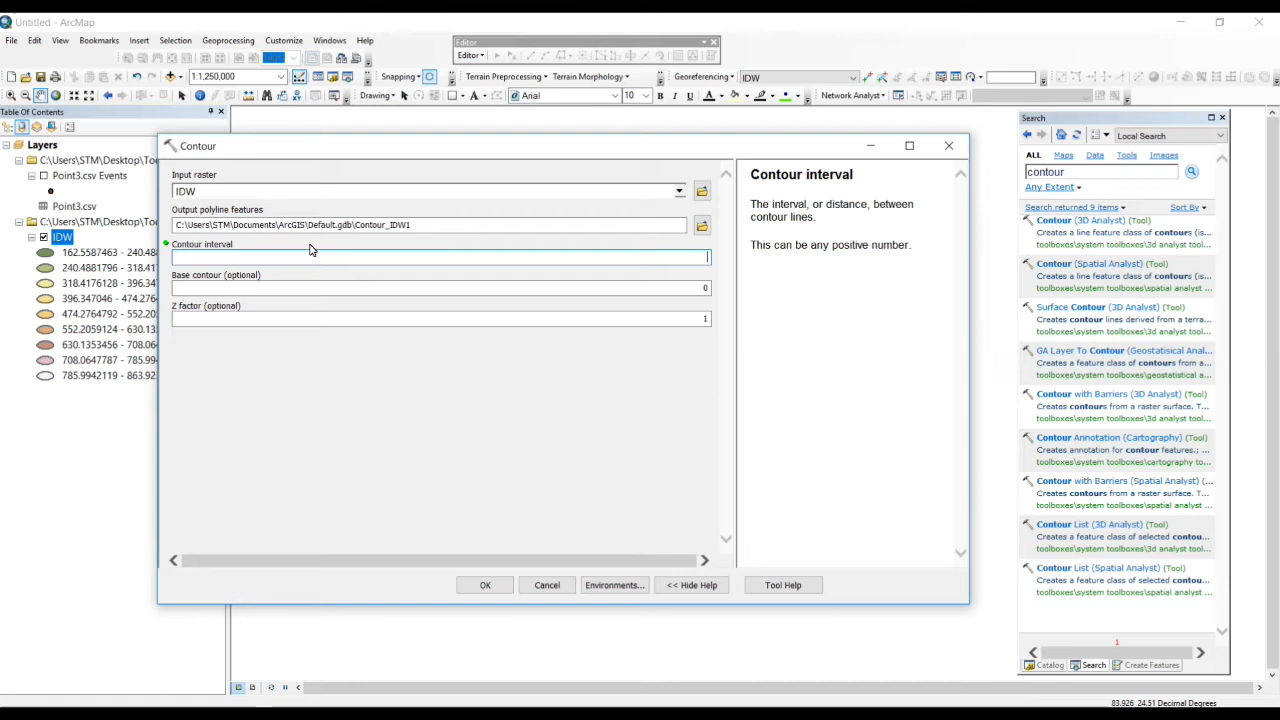 Untitled - ArcMap
File Edit View Bookmarks Insert Selection Geoprocessing Customize Windows Help
Editor
Editor
1:1,250,000 Snapping Terrain Preprocessing Terrain Morphology Georeferencing IDW
Drawing A Arial 10 B I U A Network Analyst
Table Of Contents
Layers
C:\Users\STM\Desktop\Too
Point3.csv Events
Point3.csv
C:\Users\STM\Desktop\Too
IDW
162.5587463 - 240.48
240.4881796 - 318.41
318.4176128 - 396.34
396.347046 - 474.276
474.2764792 - 552.20
552.2059124 - 630.13
630.1353456 - 708.06
708.0647787 - 785.99
785.9942119 - 863.92
Contour
Input raster
IDW
Output polyline features
C:\Users\STM\Documents\ArcGIS\Default.gdb\Contour_IDW1
Contour interval
Base contour (optional)
0
Z factor (optional)
1
OK Cancel Environments... << Hide Help Tool Help
Contour interval
The interval, or distance, between
contour lines.
This can be any positive number.
Search
Local Search
ALL Maps Data Tools Images
contour
Any Extent
Search returned 9 items Sort By
Contour (3D Analyst) (Tool)
Creates a line feature class of
toolboxes\system toolboxes\3d analyst
Contour (Spatial Analyst) (Tool)
Creates a line feature class of
toolboxes\system toolboxes\spatial analyst
Surface Contour (3D Analyst) (Tool)
Creates contour lines derived from a terra...
toolboxes\system toolboxes\3d analyst tool...
GA Layer To Contour (Geostatisical Anal...
Creates a feature class of contours from a...
toolboxes\system toolboxes\geostatistical a...
Contour with Barriers (3D Analyst) (Tool)
Creates contours from a raster surface. T...
toolboxes\system toolboxes\3d analyst tool...
Contour Annotation (Cartography) (Tool)
Creates annotation for contour features.; ...
toolboxes\system toolboxes\cartography to...
Contour with Barriers (Spatial Analyst) (...
Creates contours from a raster surface. T...
toolboxes\system toolboxes\spatial analyst ...
Contour List (3D Analyst) (Tool)
Creates a feature class of selected contou...
toolboxes\system toolboxes\3d analyst tool...
Contour List (Spatial Analyst) (Tool)
Creates a feature class of selected contou...
toolboxes\system toolboxes\spatial analyst ...
1
Catalog Search Create Features
83.926 24.51 Decimal Degrees